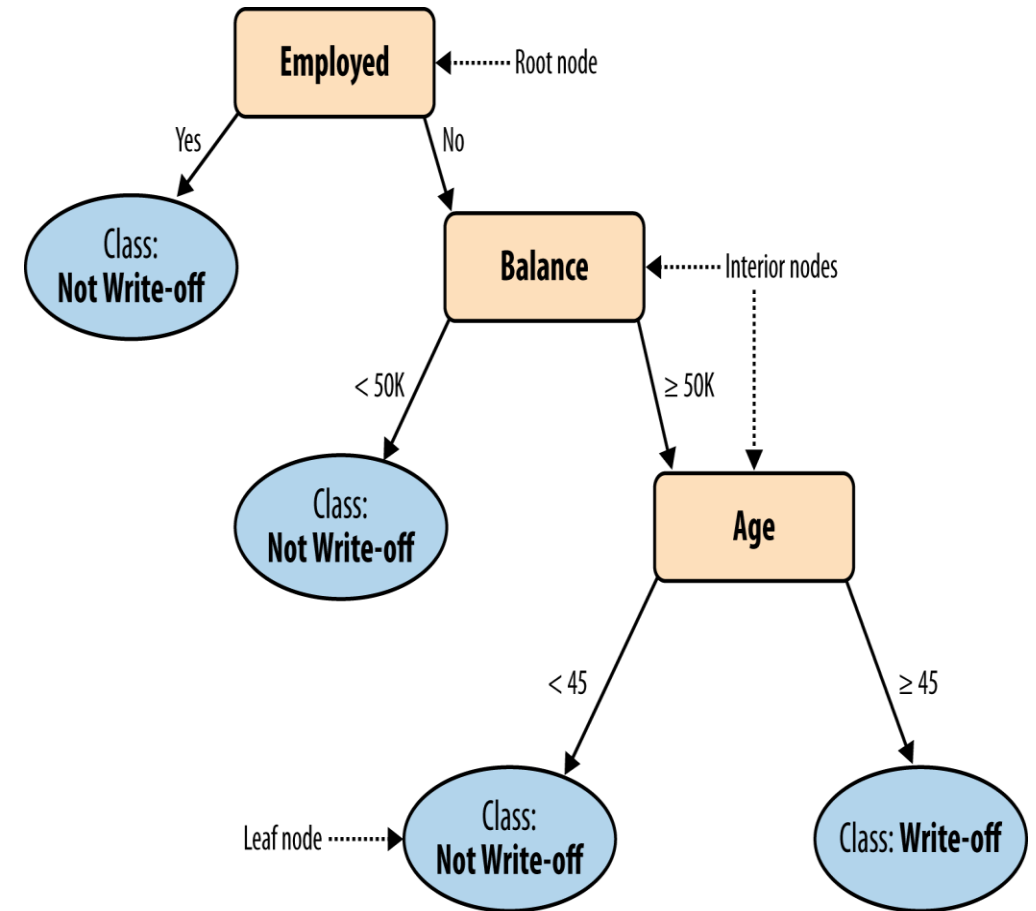 Employed
Root node
Yes
No
Class:
Not Write-off
Balance
Interior nodes
< 50K
≥ 50K
Class:
Not Write-off
Age
< 45
≥ 45
Leaf node
Class:
Not Write-off
Class: Write-off